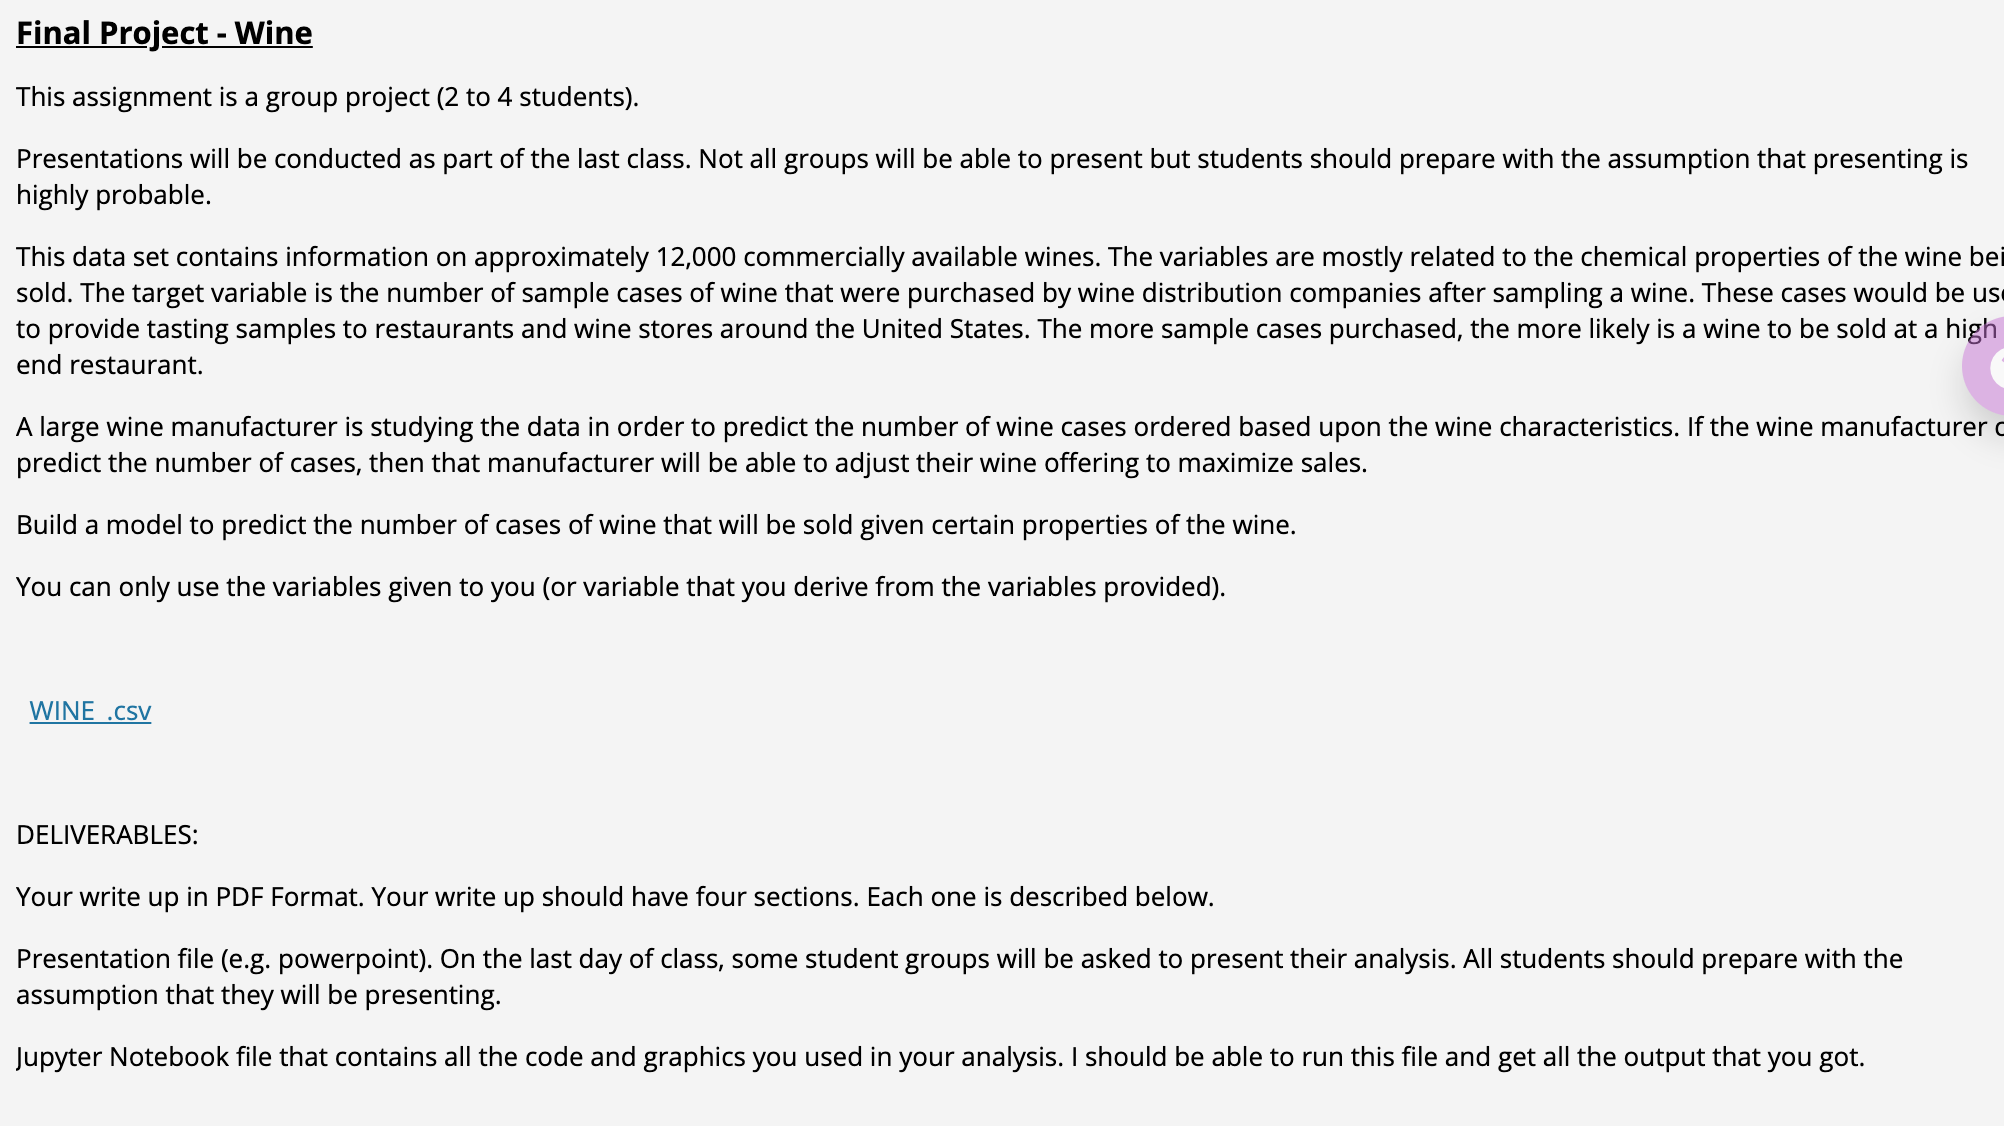 Final Project - Wine
This assignment is a group project (2 to 4 students).
Presentations will be conducted as part of the last class. Not all groups will be able to present but students should prepare with the assumption that presenting is
highly probable.
This data set contains information on approximately 12,000 commercially available wines. The variables are mostly related to the chemical properties of the wine bei
sold. The target variable is the number of sample cases of wine that were purchased by wine distribution companies after sampling a wine. These cases would be us
to provide tasting samples to restaurants and wine stores around the United States. The more sample cases purchased, the more likely is a wine to be sold at a high
end restaurant.
A large wine manufacturer is studying the data in order to predict the number of wine cases ordered based upon the wine characteristics. If the wine manufacturer
predict the number of cases, then that manufacturer will be able to adjust their wine offering to maximize sales.
Build a model to predict the number of cases of wine that will be sold given certain properties of the wine.
You can only use the variables given to you (or variable that you derive from the variables provided).
WINE_.csv
DELIVERABLES:
Your write up in PDF Format. Your write up should have four sections. Each one is described below.
Presentation file (e.g. powerpoint). On the last day of class, some student groups will be asked to present their analysis. All students should prepare with the
assumption that they will be presenting.
Jupyter Notebook file that contains all the code and graphics you used in your analysis. I should be able to run this file and get all the output that you got.